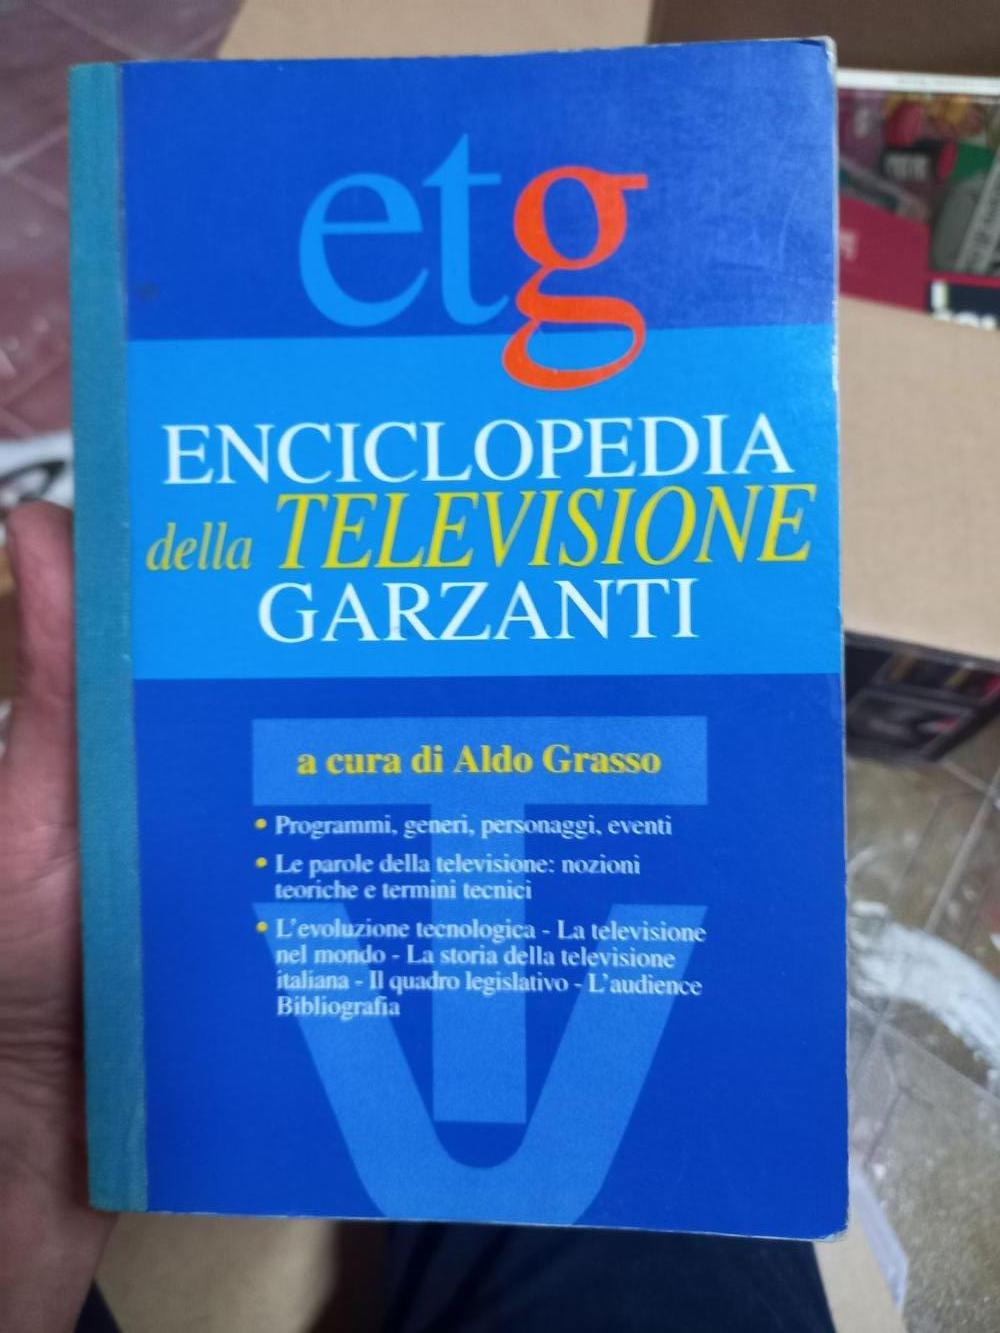 etg
ENCICLOPEDIA
della TELEVISIONE
GARZANTI
a cura di Aldo Grasso
• Programmi, generi, personaggi, eventi
• Le parole della televisione: nozioni
teoriche e termini tecnici
• L'evoluzione tecnologica - La televisione
nel mondo - La storia della televisione
italiana - Il quadro legislativo - L'audience
Bibliografia
TV